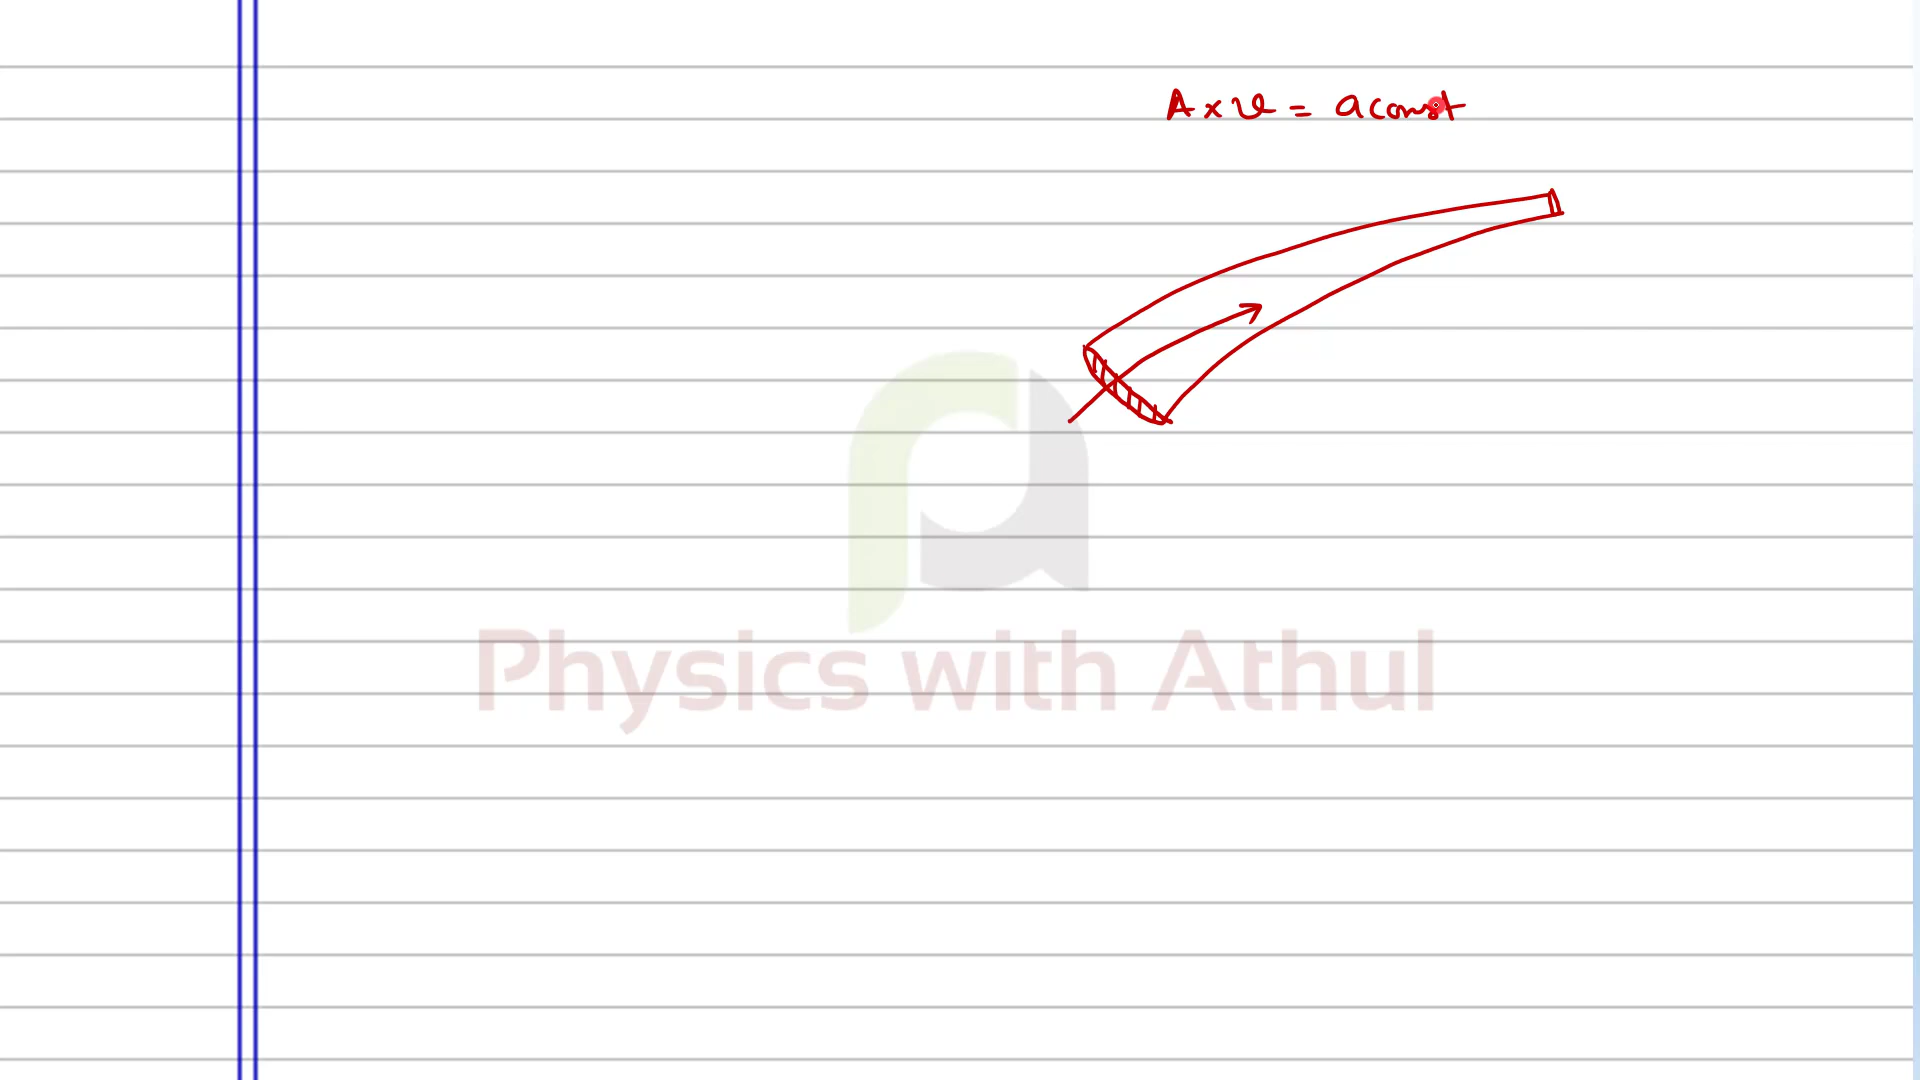 A x v = a const
Physics with Athul